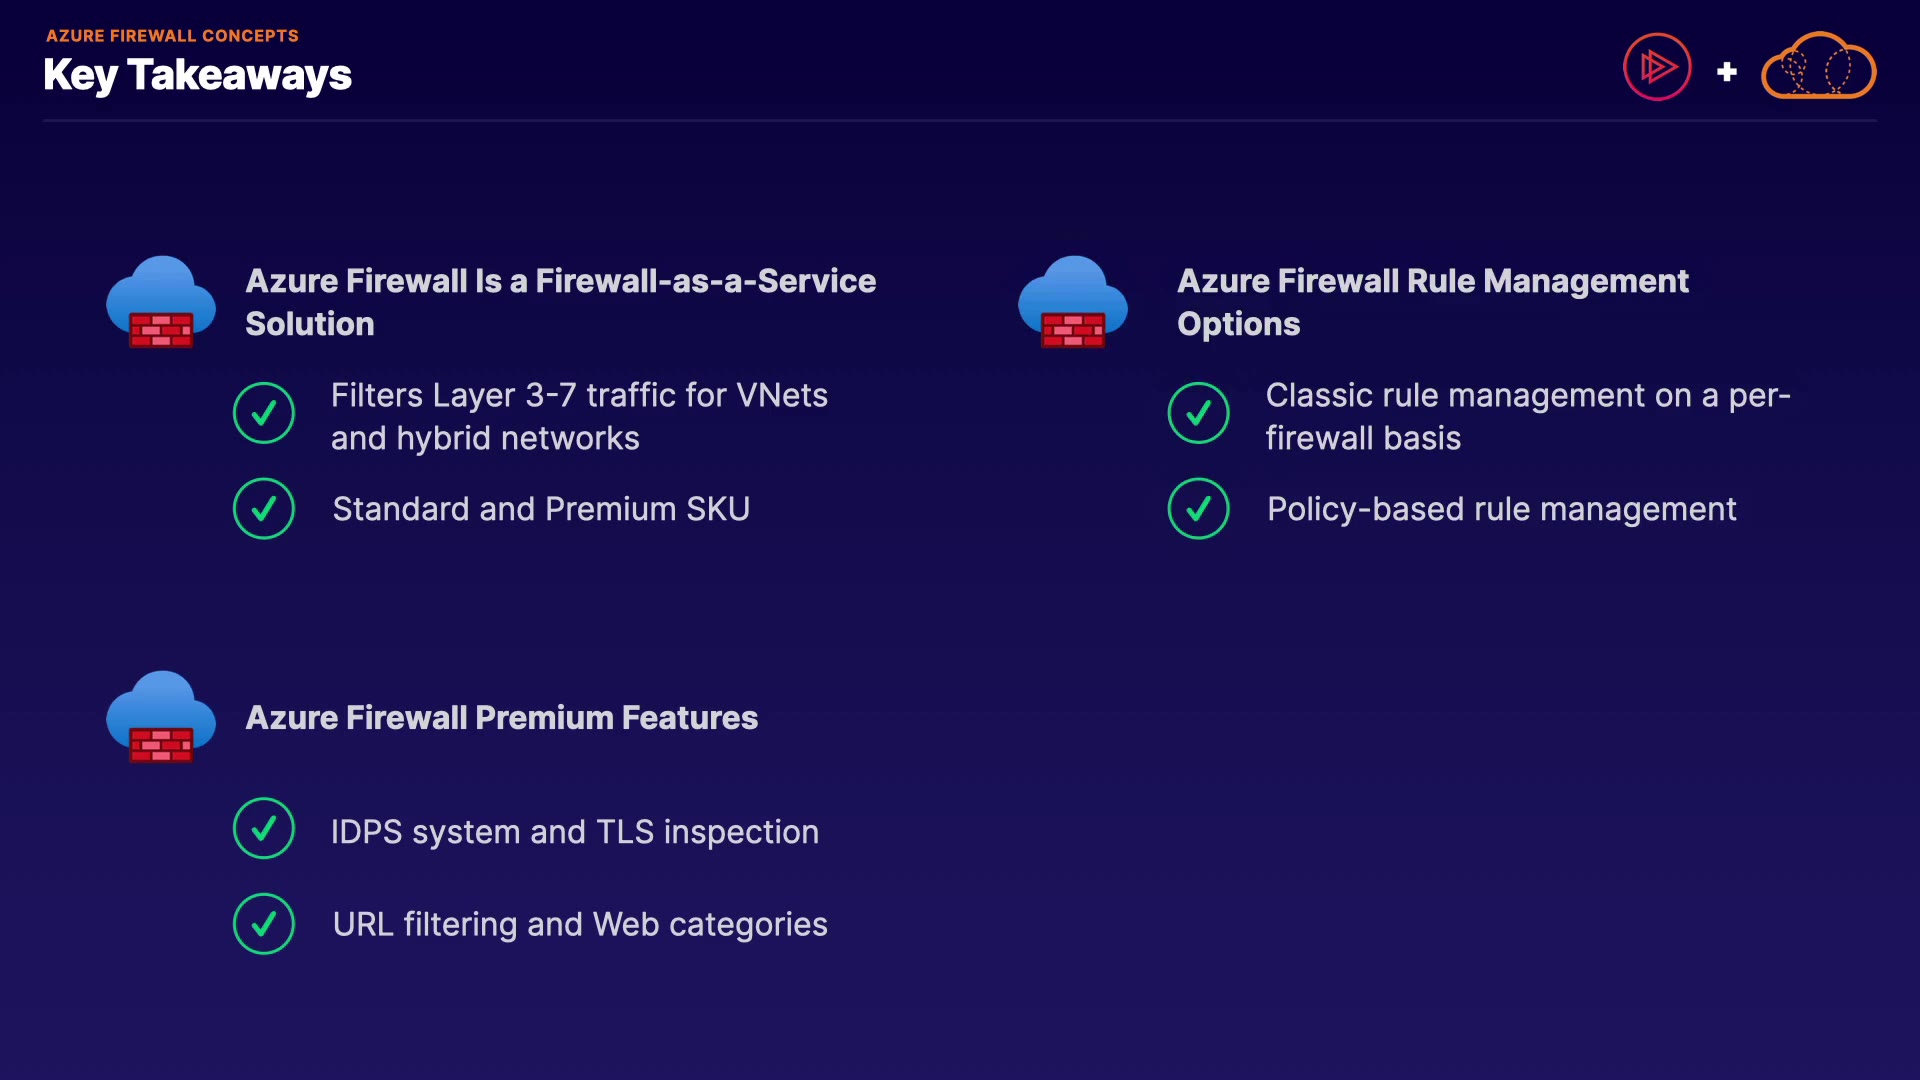 AZURE FIREWALL CONCEPTS
Key Takeaways
Azure Firewall Is a Firewall-as-a-Service
Solution
Filters Layer 3-7 traffic for VNets
and hybrid networks
Standard and Premium SKU
Azure Firewall Rule Management
Options
Classic rule management on a per-
firewall basis
Policy-based rule management
Azure Firewall Premium Features
IDPS system and TLS inspection
URL filtering and Web categories